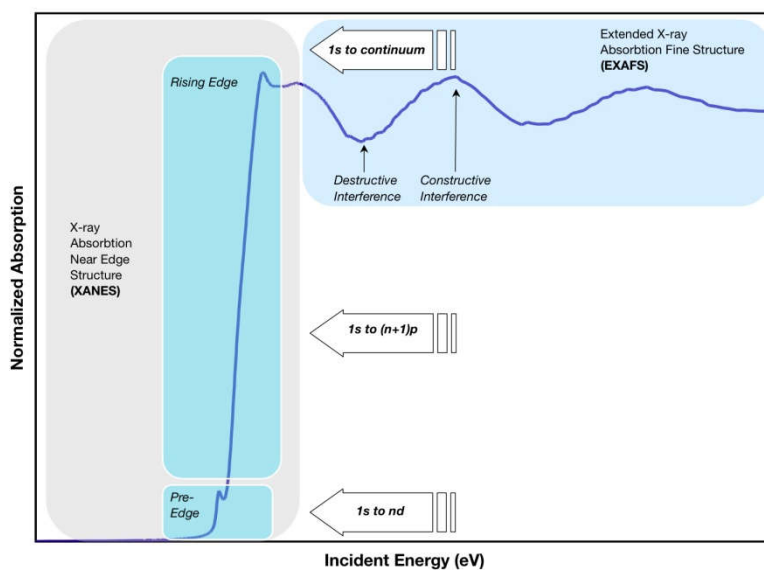 1s to continuum
Extended X-ray
Absorbtion Fine Structure
(EXAFS)
Rising Edge
Destructive
Interference
Constructive
Interference
X-ray
Absorbtion
Near Edge
Structure
(XANES)
Normalized Absorption
1s to (n+1)p
Pre-
Edge
1s to nd
Incident Energy (eV)